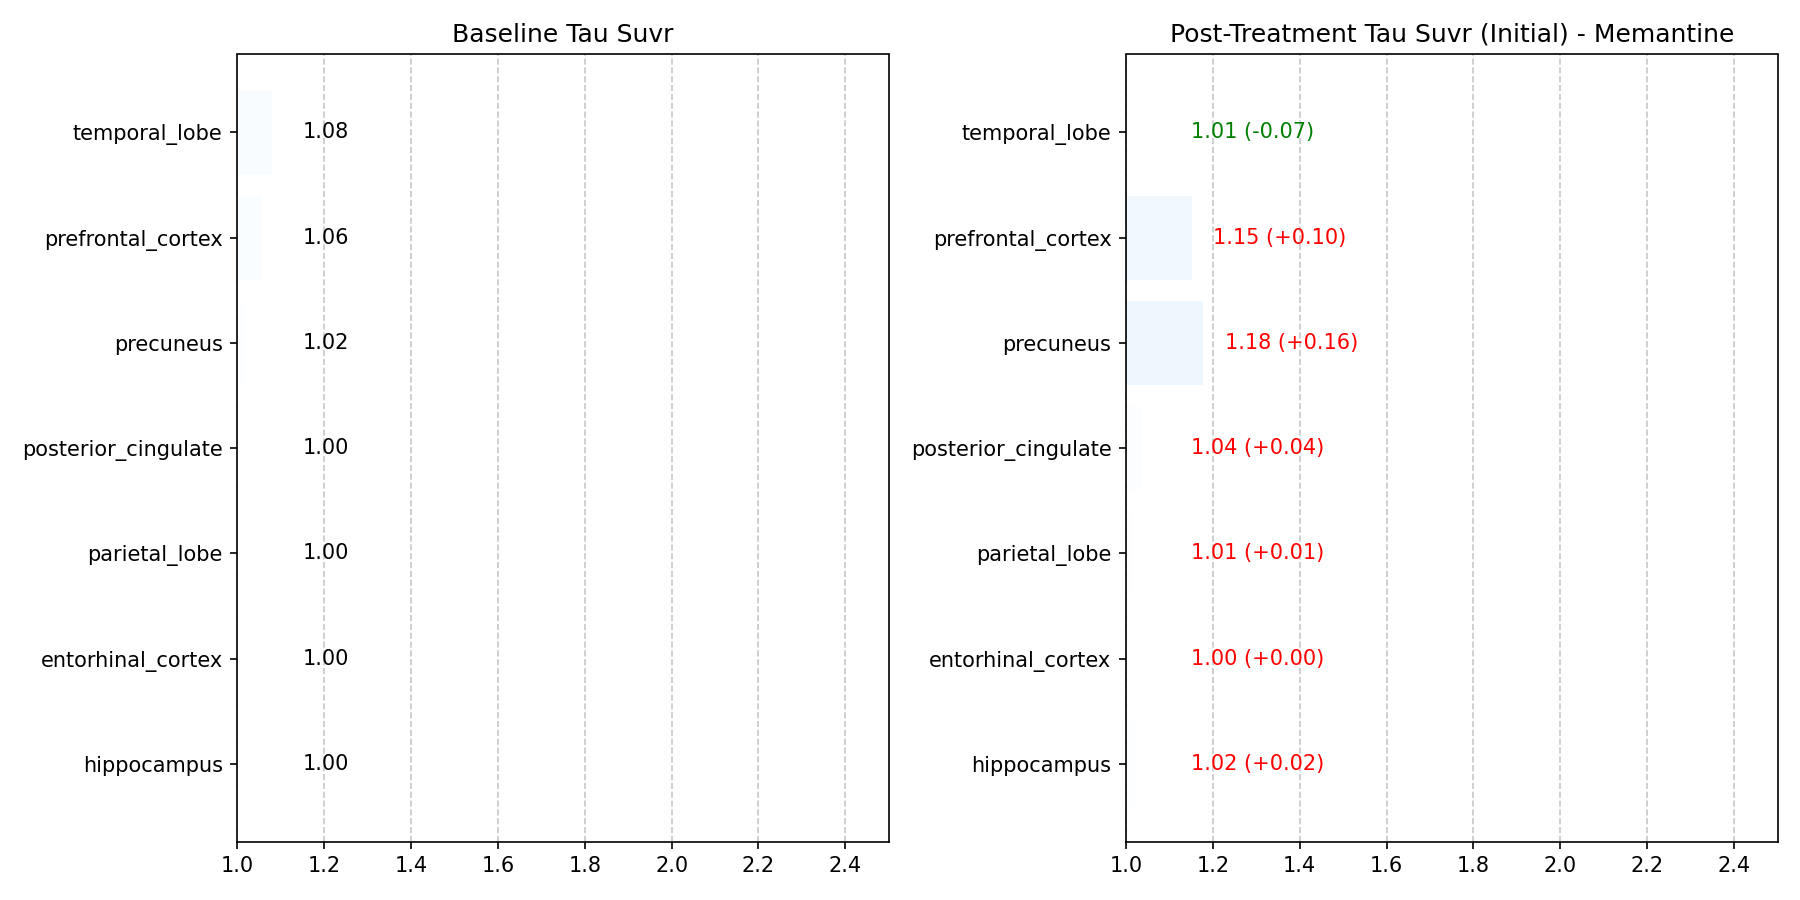 Baseline Tau Suvr
temporal_lobe
1.08
prefrontal_cortex
1.06
precuneus
1.02
posterior_cingulate
1.00
parietal_lobe
1.00
entorhinal_cortex
1.00
hippocampus
1.00
1.0 1.2 1.4 1.6 1.8 2.0 2.2 2.4
Post-Treatment Tau Suvr (Initial) - Memantine
temporal_lobe
1.01 (-0.07)
prefrontal_cortex
1.15 (+0.10)
precuneus
1.18 (+0.16)
posterior_cingulate
1.04 (+0.04)
parietal_lobe
1.01 (+0.01)
entorhinal_cortex
1.00 (+0.00)
hippocampus
1.02 (+0.02)
1.0 1.2 1.4 1.6 1.8 2.0 2.2 2.4